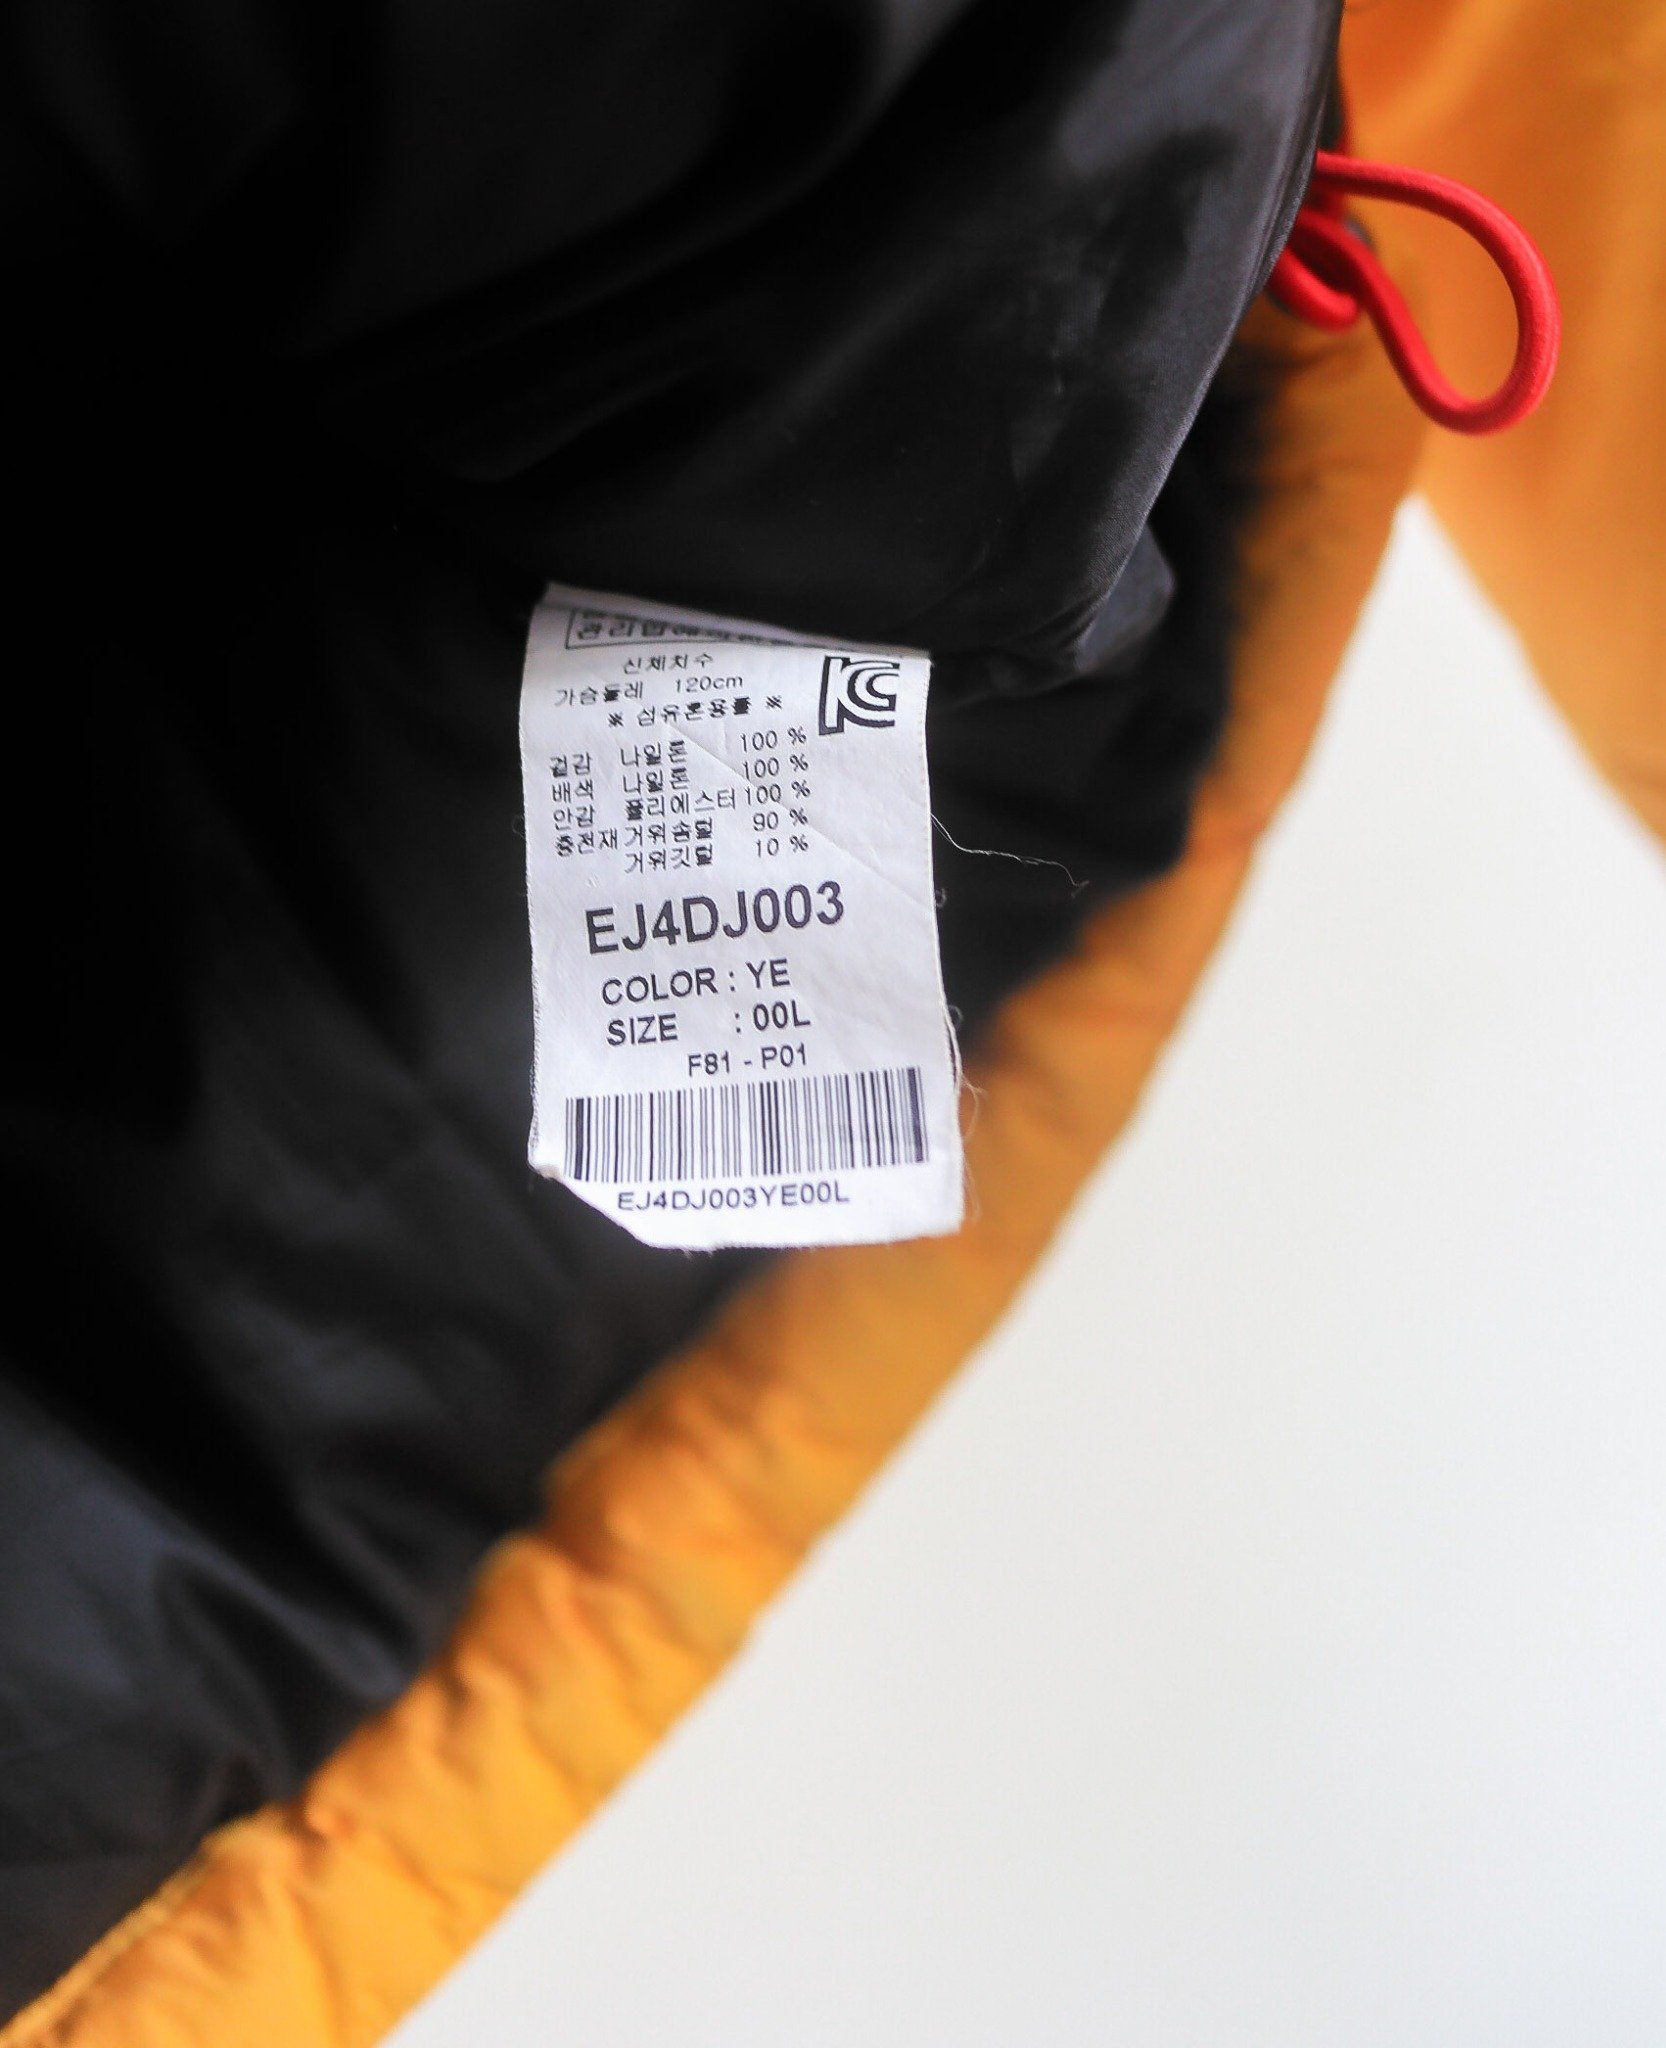 신체치수
가슴둘레 120cm
※ 섬유혼용률 ※
겉감 나일론 100 %
배색 나일론 100 %
안감 폴리에스터 100 %
충전재 거위솜털 90 %
거위깃털 10 %
EJ4DJ003
COLOR : YE
SIZE : 00L
F81 - P01
EJ4DJ003YE00L